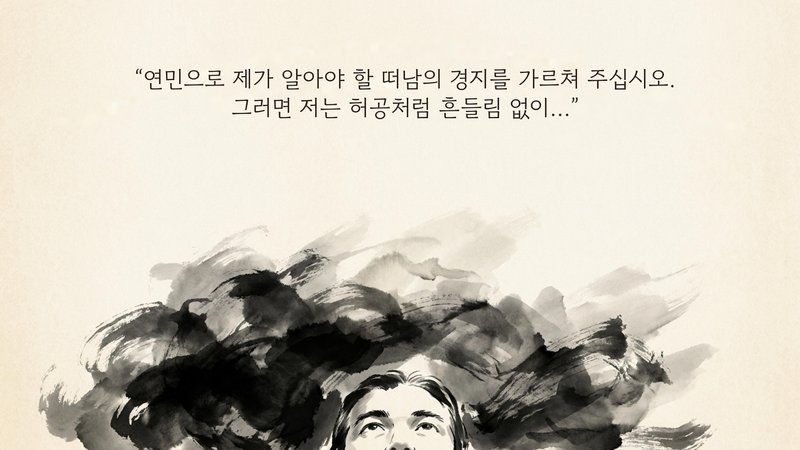 “연민으로 제가 알아야 할 떠남의 경지를 가르쳐 주십시오.
그러면 저는 허공처럼 흔들림 없이...”